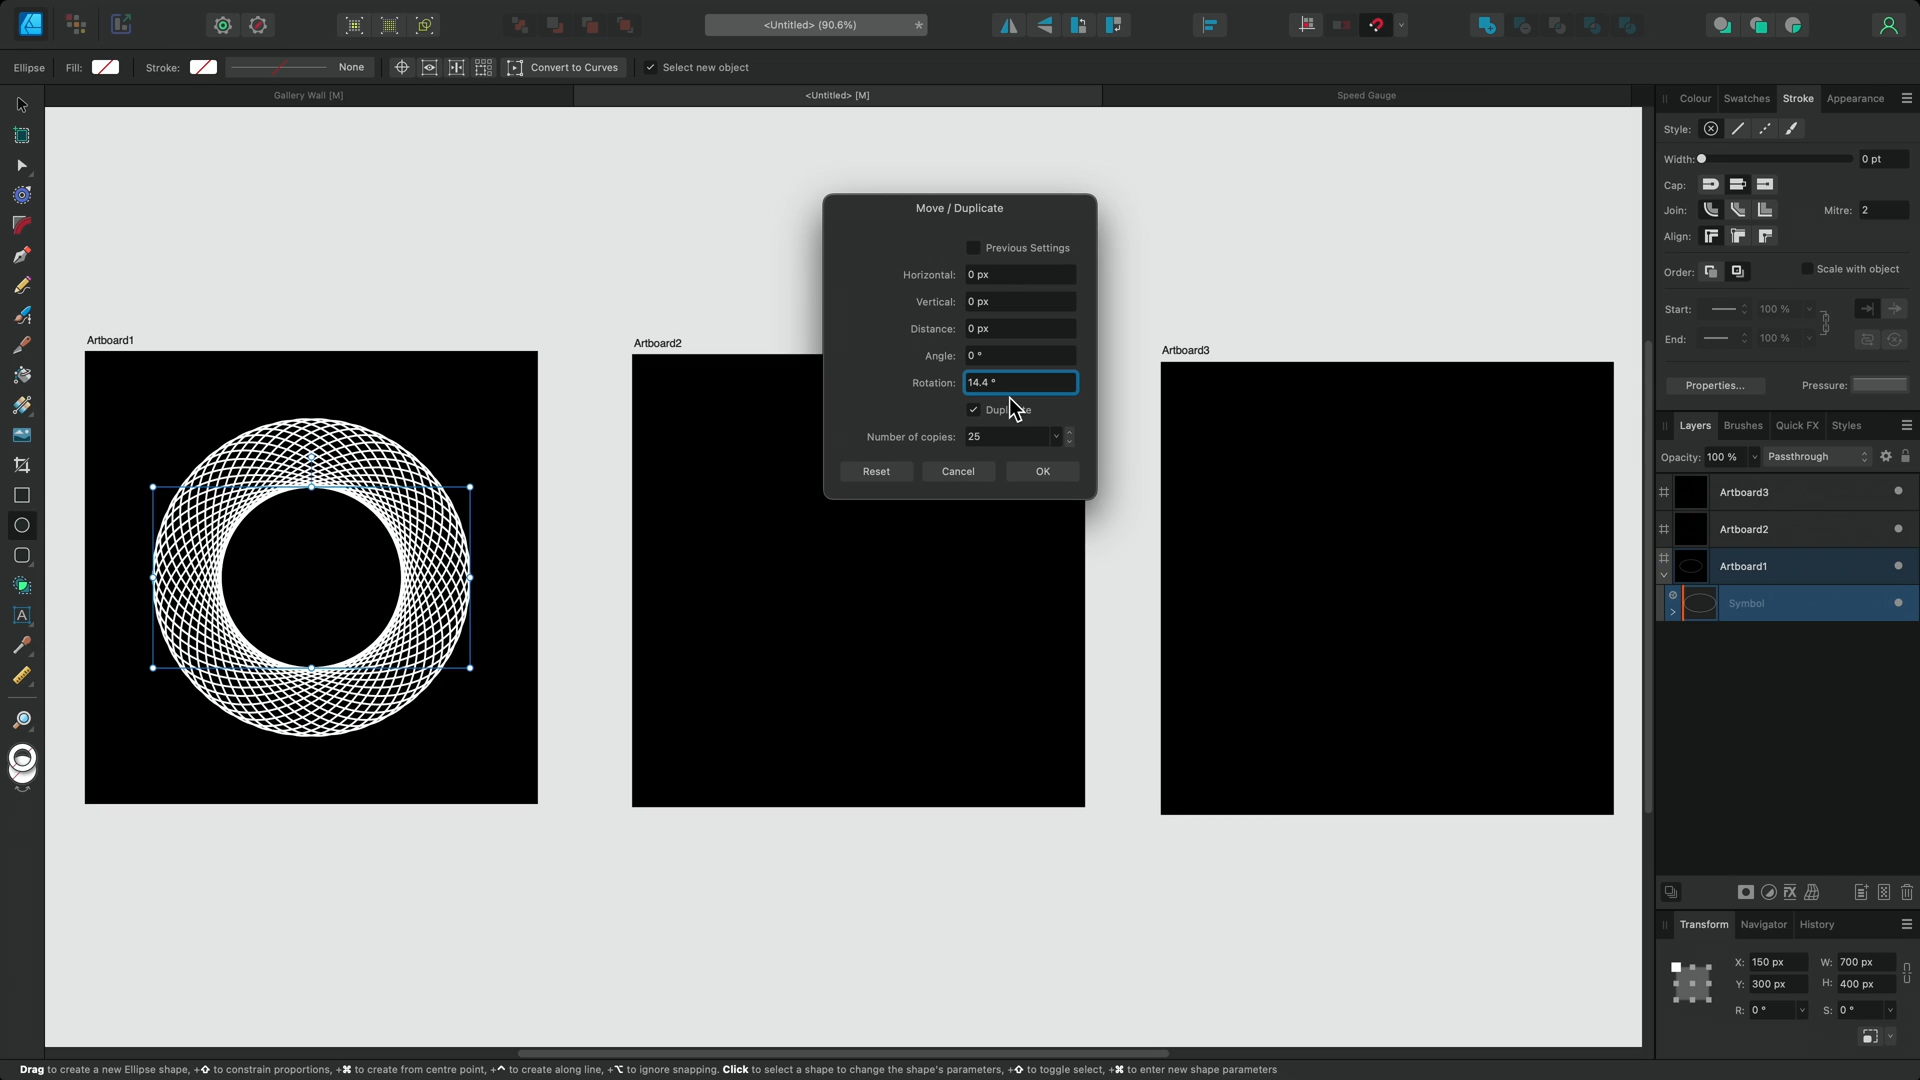 <Untitled> (90.6%)
*
Ellipse
Fill:
Stroke:
None
Convert to Curves
Select new object
Gallery Wall [M]
<Untitled> [M]
Speed Gauge
Colour
Swatches
Stroke
Appearance
Style:
Width:
0 pt
Cap:
Join:
Mitre: 2
Align:
Order:
Scale with object
Start:
100 %
End:
100 %
Properties...
Pressure:
Layers
Brushes
Quick FX
Styles
Opacity: 100 %
Passthrough
Artboard3
Artboard2
Artboard1
Symbol
Transform
Navigator
History
X: 150 px
W: 700 px
Y: 300 px
H: 400 px
R: 0 °
S: 0 °
Artboard1
Artboard2
Artboard3
Move / Duplicate
Previous Settings
Horizontal: 0 px
Vertical: 0 px
Distance: 0 px
Angle: 0 °
Rotation: 14.4 °
Number of copies: 25
Reset
Cancel
OK
A
Drag to create a new Ellipse shape, +⇧ to constrain proportions, +⌘ to create from centre point, +⌃ to create along line, +⌥ to ignore snapping. Click to select a shape to change the shape's parameters, +⇧ to toggle select, +⌘ to enter new shape parameters